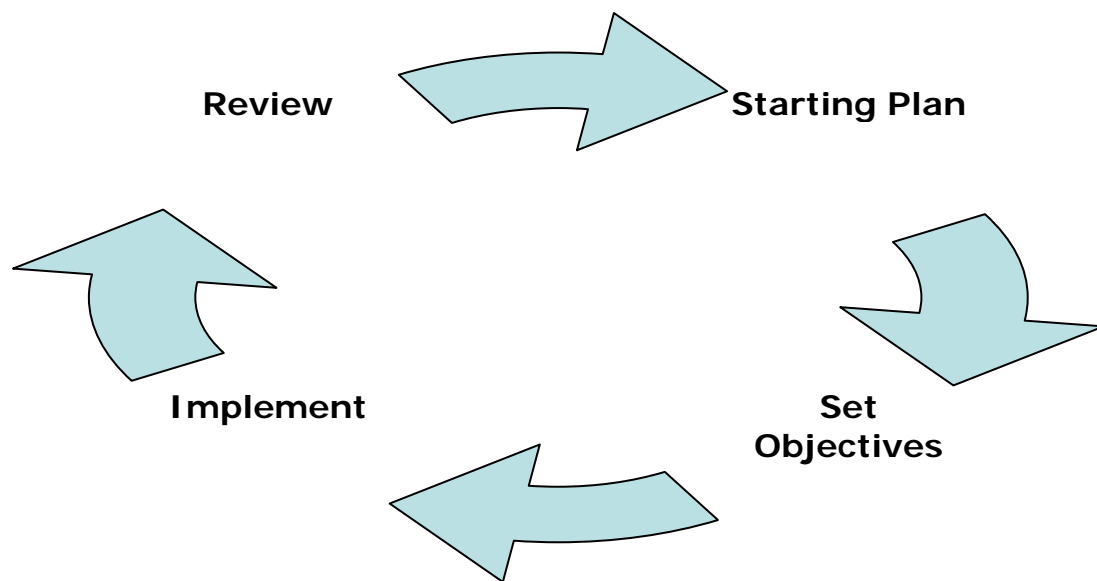 Review
Starting Plan
Implement
Set
Objectives